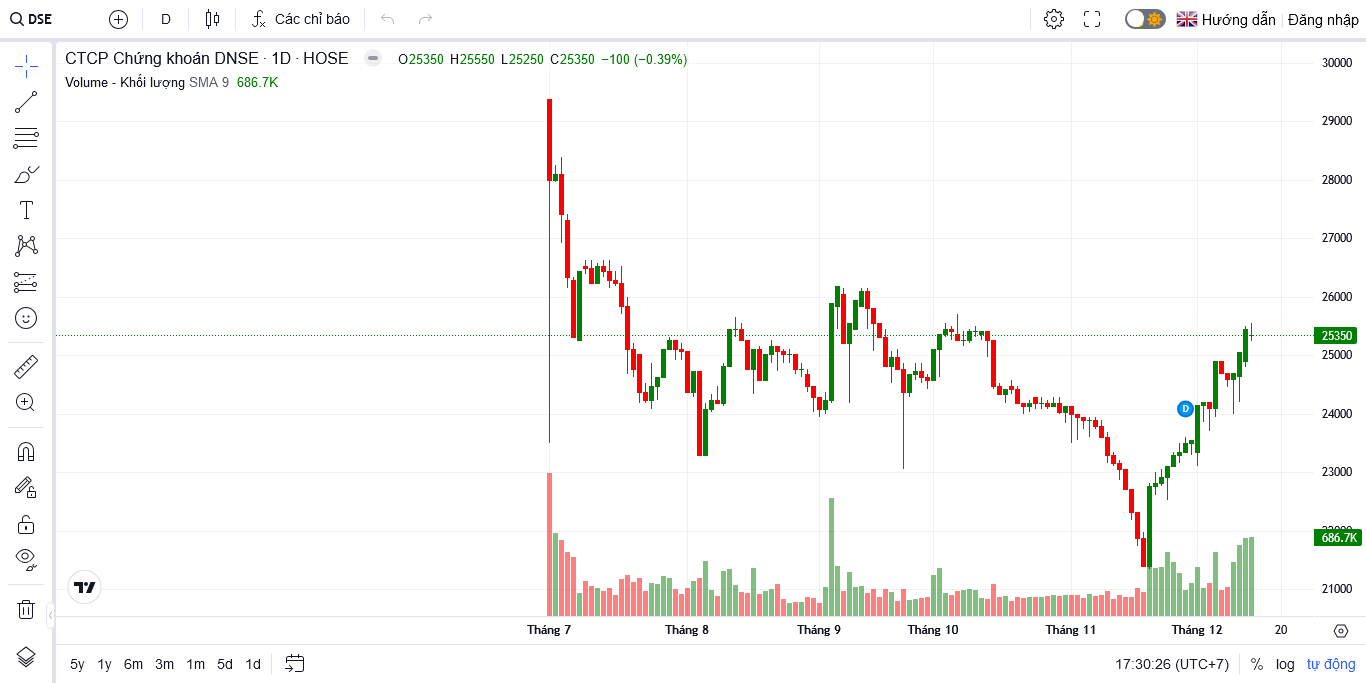 DSE D Các chỉ báo Hướng dẫn Đăng nhập
CTCP Chứng khoán DNSE · 1D · HOSE O25350 H25550 L25250 C25350 −100 (−0.39%)
Volume - Khối lượng SMA 9 686.7K
30000
29000
28000
27000
26000
25350
25000
24000
D
23000
22000
686.7K
21000
Tháng 7 Tháng 8 Tháng 9 Tháng 10 Tháng 11 Tháng 12 20
5y 1y 6m 3m 1m 5d 1d 17:30:26 (UTC+7) % log tự động